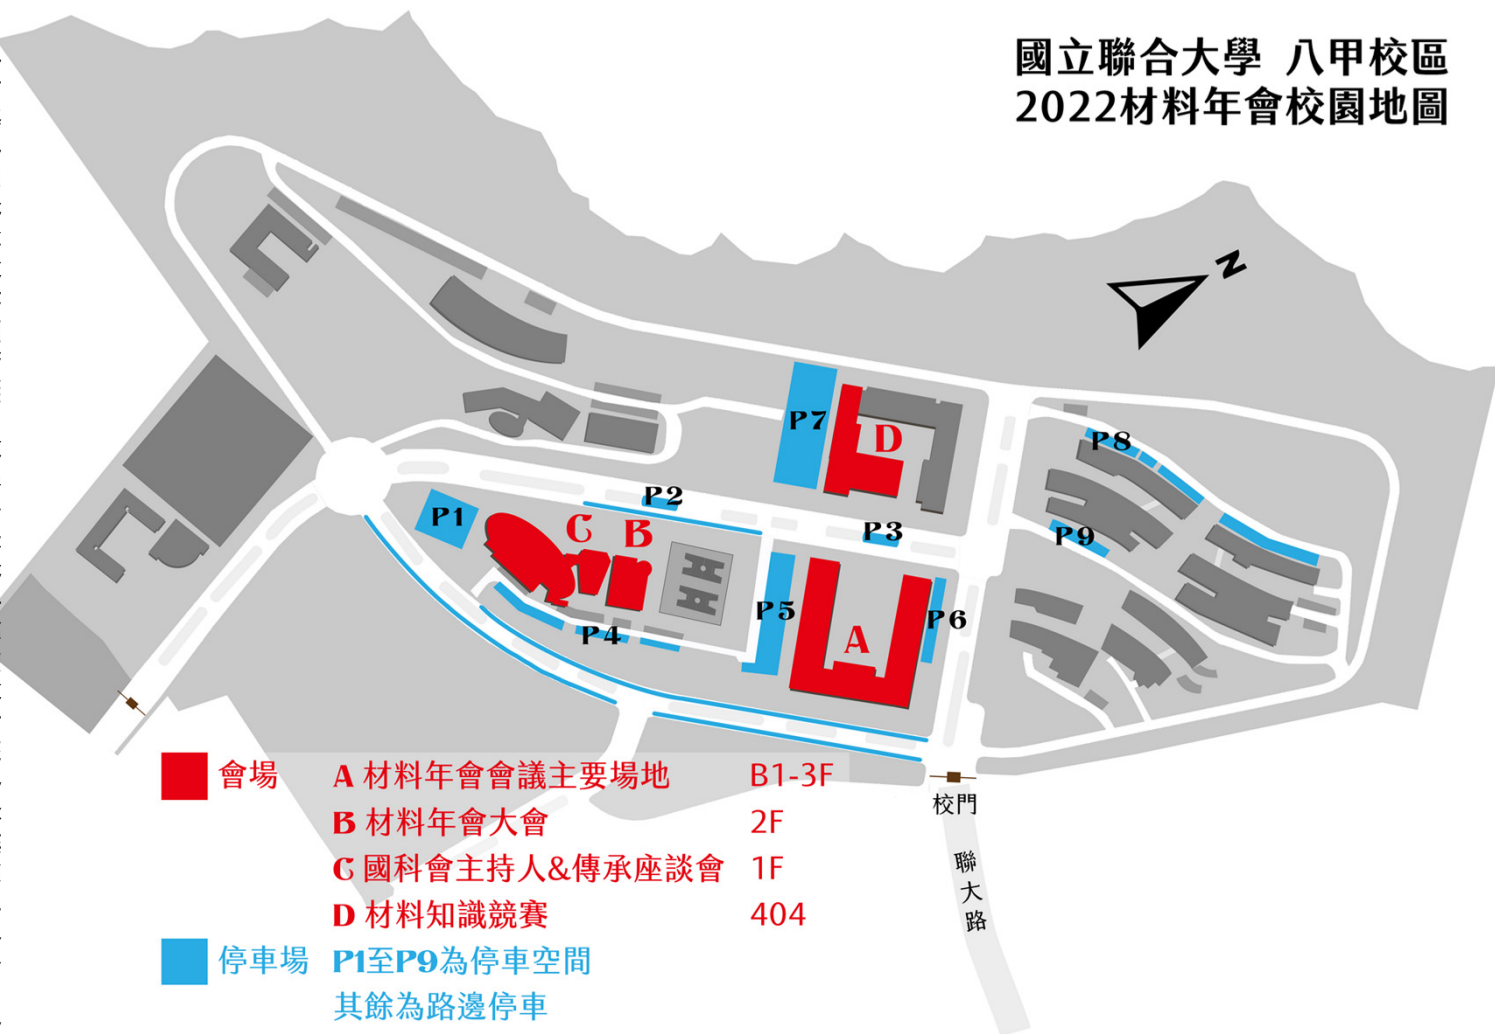 國立聯合大學 八甲校區
2022材料年會校園地圖
N
P7
D
P8
P2
P1
C
B
P3
P9
P5
P6
P4
A
會場 A 材料年會會議主要場地 B1-3F
B 材料年會大會 2F
C 國科會主持人&傳承座談會 1F
D 材料知識競賽 404
停車場 P1至P9為停車空間
其餘為路邊停車
校門
聯大路